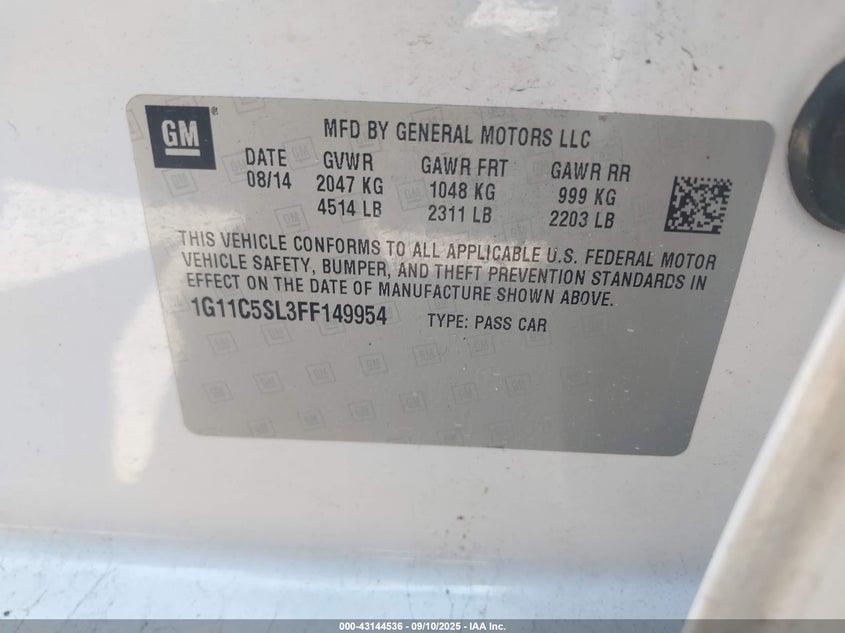 GM®
MFD BY GENERAL MOTORS LLC
DATE GVWR GAWR FRT GAWR RR
08/14 2047 KG 1048 KG 999 KG
4514 LB 2311 LB 2203 LB
THIS VEHICLE CONFORMS TO ALL APPLICABLE U.S. FEDERAL MOTOR
VEHICLE SAFETY, BUMPER, AND THEFT PREVENTION STANDARDS IN
EFFECT ON THE DATE OF MANUFACTURE SHOWN ABOVE.
1G11C5SL3FF149954 TYPE: PASS CAR
000-43144536 - 09/10/2025 - IAA Inc.